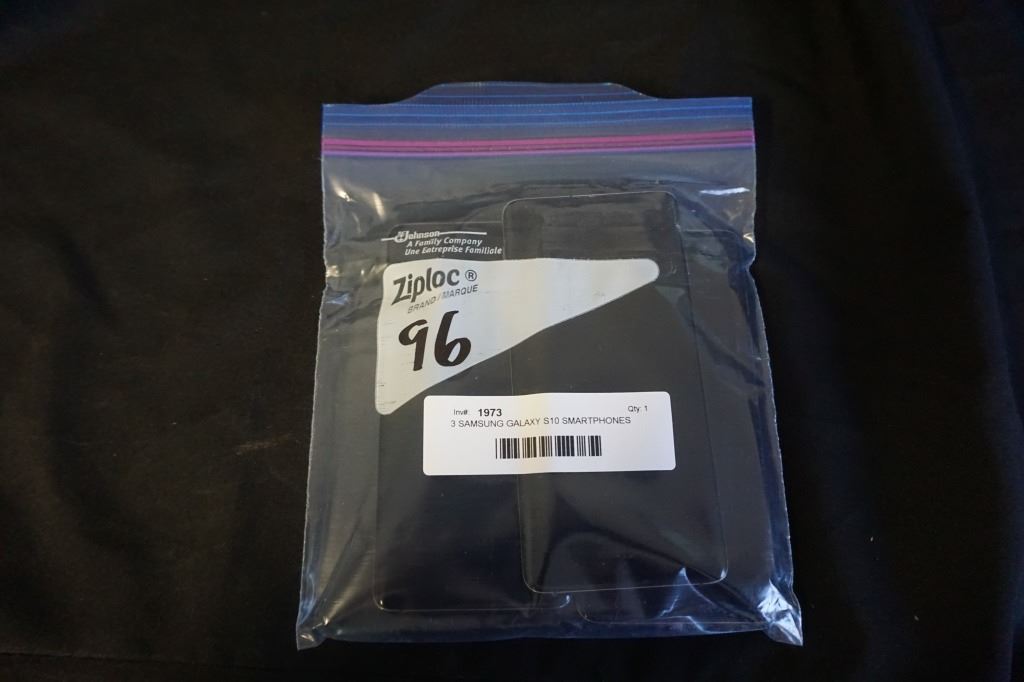 Johnson
A Family Company
Une Entreprise Familiale
Ziploc ®
BRAND / MARQUE
96
Inv#: 1973 Qty: 1
3 SAMSUNG GALAXY S10 SMARTPHONES